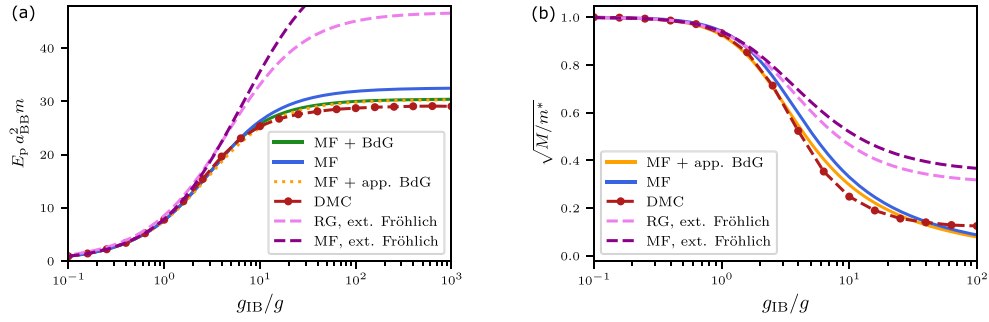 (a)
E_p a_BB^2 m
40
30
20
10
0
MF + BdG
MF
MF + app. BdG
DMC
RG, ext. Fröhlich
MF, ext. Fröhlich
10^−1
10^0
10^1
10^2
10^3
g_IB/g
(b)
√M/m*
1.0
0.8
0.6
0.4
0.2
0.0
MF + app. BdG
MF
DMC
RG, ext. Fröhlich
MF, ext. Fröhlich
10^−1
10^0
10^1
10^2
g_IB/g